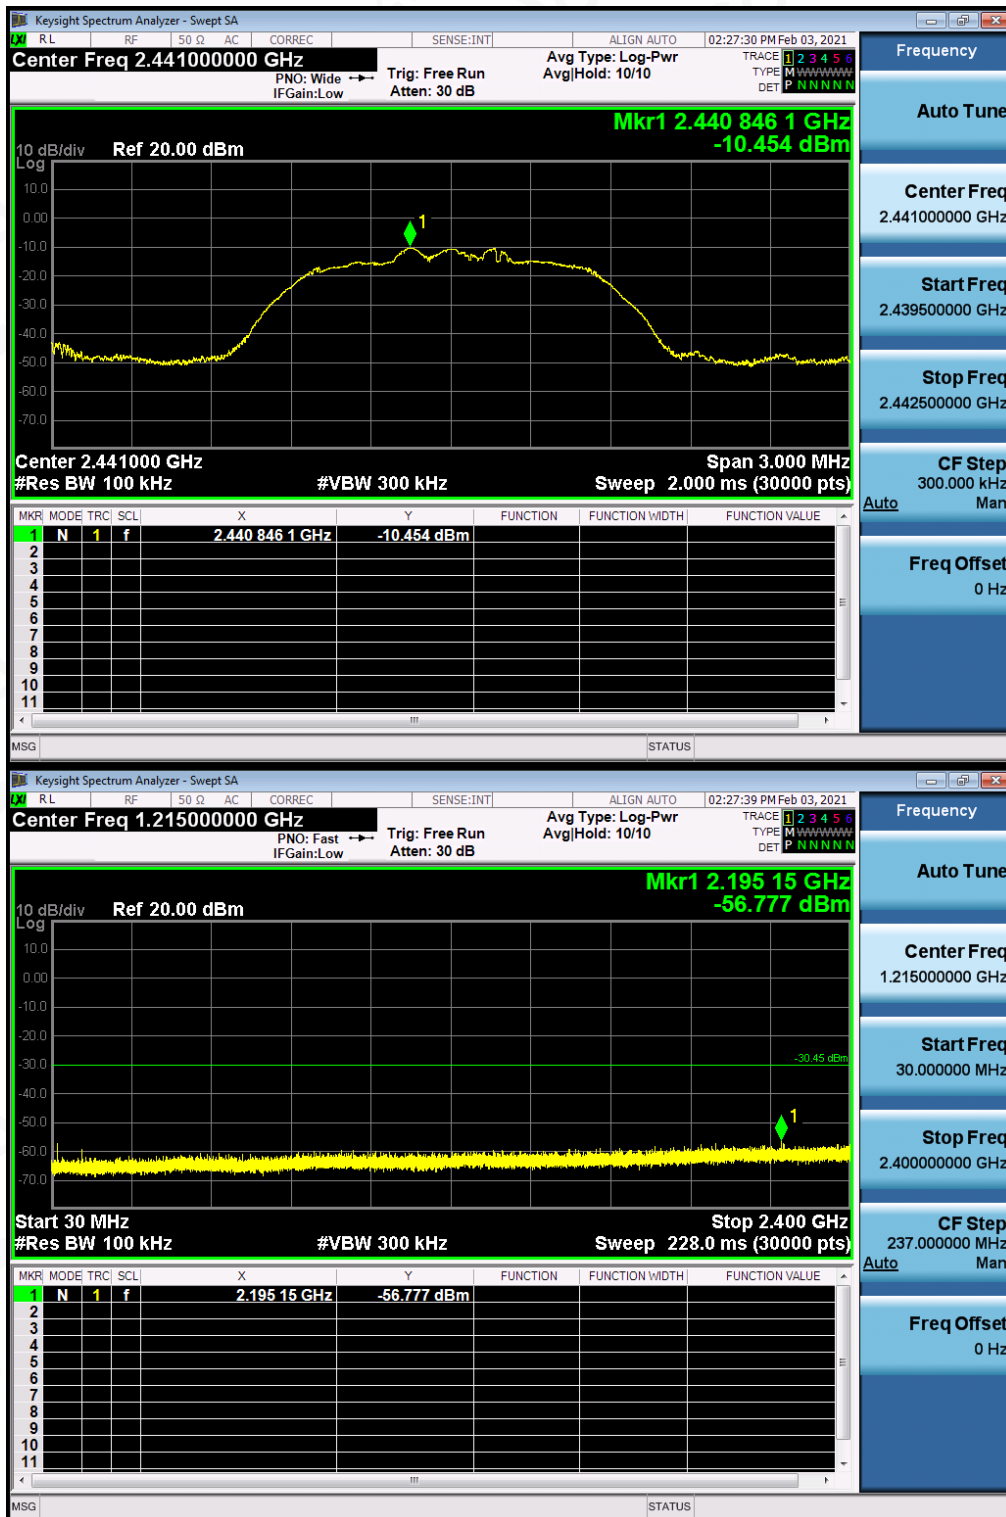 Keysight Spectrum Analyzer - Swept SA
LXI RL RF 50 Ω AC CORREC SENSE:INT ALIGN AUTO 02:27:30 PM Feb 03, 2021
Center Freq 2.441000000 GHz
PNO: Wide
IFGain:Low
Trig: Free Run
Atten: 30 dB
Avg Type: Log-Pwr
Avg|Hold: 10/10
TRACE 1 2 3 4 5 6
TYPE M WWWWW
DET P N N N N N
Mkr1 2.440 846 1 GHz
-10.454 dBm
10 dB/div Ref 20.00 dBm
Log
10.0
0.00
1
-10.0
-20.0
-30.0
-40.0
-50.0
-60.0
-70.0
Center 2.441000 GHz Span 3.000 MHz
#Res BW 100 kHz #VBW 300 kHz Sweep 2.000 ms (30000 pts)
MKR MODE TRC SCL X Y FUNCTION FUNCTION WIDTH FUNCTION VALUE
1 N 1 f 2.440 846 1 GHz -10.454 dBm
2
3
4
5
6
7
8
9
10
11
MSG STATUS
Frequency
Auto Tune
Center Freq
2.441000000 GHz
Start Freq
2.439500000 GHz
Stop Freq
2.442500000 GHz
CF Step
300.000 kHz
Auto Man
Freq Offset
0 Hz
Keysight Spectrum Analyzer - Swept SA
LXI RL RF 50 Ω AC CORREC SENSE:INT ALIGN AUTO 02:27:39 PM Feb 03, 2021
Center Freq 1.215000000 GHz
PNO: Fast
IFGain:Low
Trig: Free Run
Atten: 30 dB
Avg Type: Log-Pwr
Avg|Hold: 10/10
TRACE 1 2 3 4 5 6
TYPE M WWWWW
DET P N N N N N
Mkr1 2.195 15 GHz
-56.777 dBm
10 dB/div Ref 20.00 dBm
Log
10.0
0.00
-10.0
-20.0
-30.0
-30.45 dBm
-40.0
-50.0
1
-60.0
-70.0
Start 30 MHz Stop 2.400 GHz
#Res BW 100 kHz #VBW 300 kHz Sweep 228.0 ms (30000 pts)
MKR MODE TRC SCL X Y FUNCTION FUNCTION WIDTH FUNCTION VALUE
1 N 1 f 2.195 15 GHz -56.777 dBm
2
3
4
5
6
7
8
9
10
11
MSG STATUS
Frequency
Auto Tune
Center Freq
1.215000000 GHz
Start Freq
30.000000 MHz
Stop Freq
2.400000000 GHz
CF Step
237.000000 MHz
Auto Man
Freq Offset
0 Hz